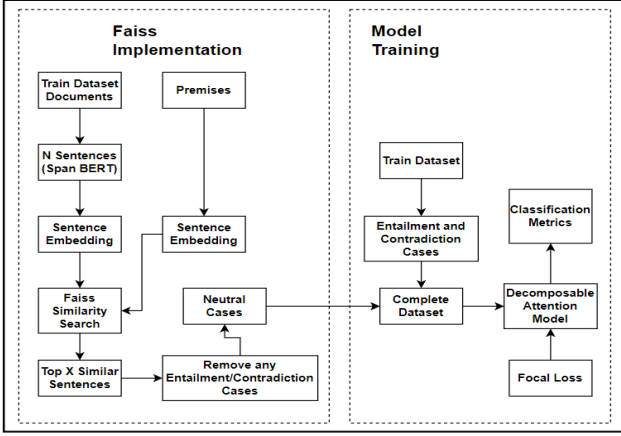 Faiss
Implementation
Train Dataset
Documents
Premises
N Sentences
(Span BERT)
Sentence
Embedding
Sentence
Embedding
Faiss
Similarity
Search
Neutral
Cases
Top X Similar
Sentences
Remove any
Entailment/Contradiction
Cases
Model
Training
Train Dataset
Entailment and
Contradiction
Cases
Classification
Metrics
Complete
Dataset
Decomposable
Attention
Model
Focal Loss